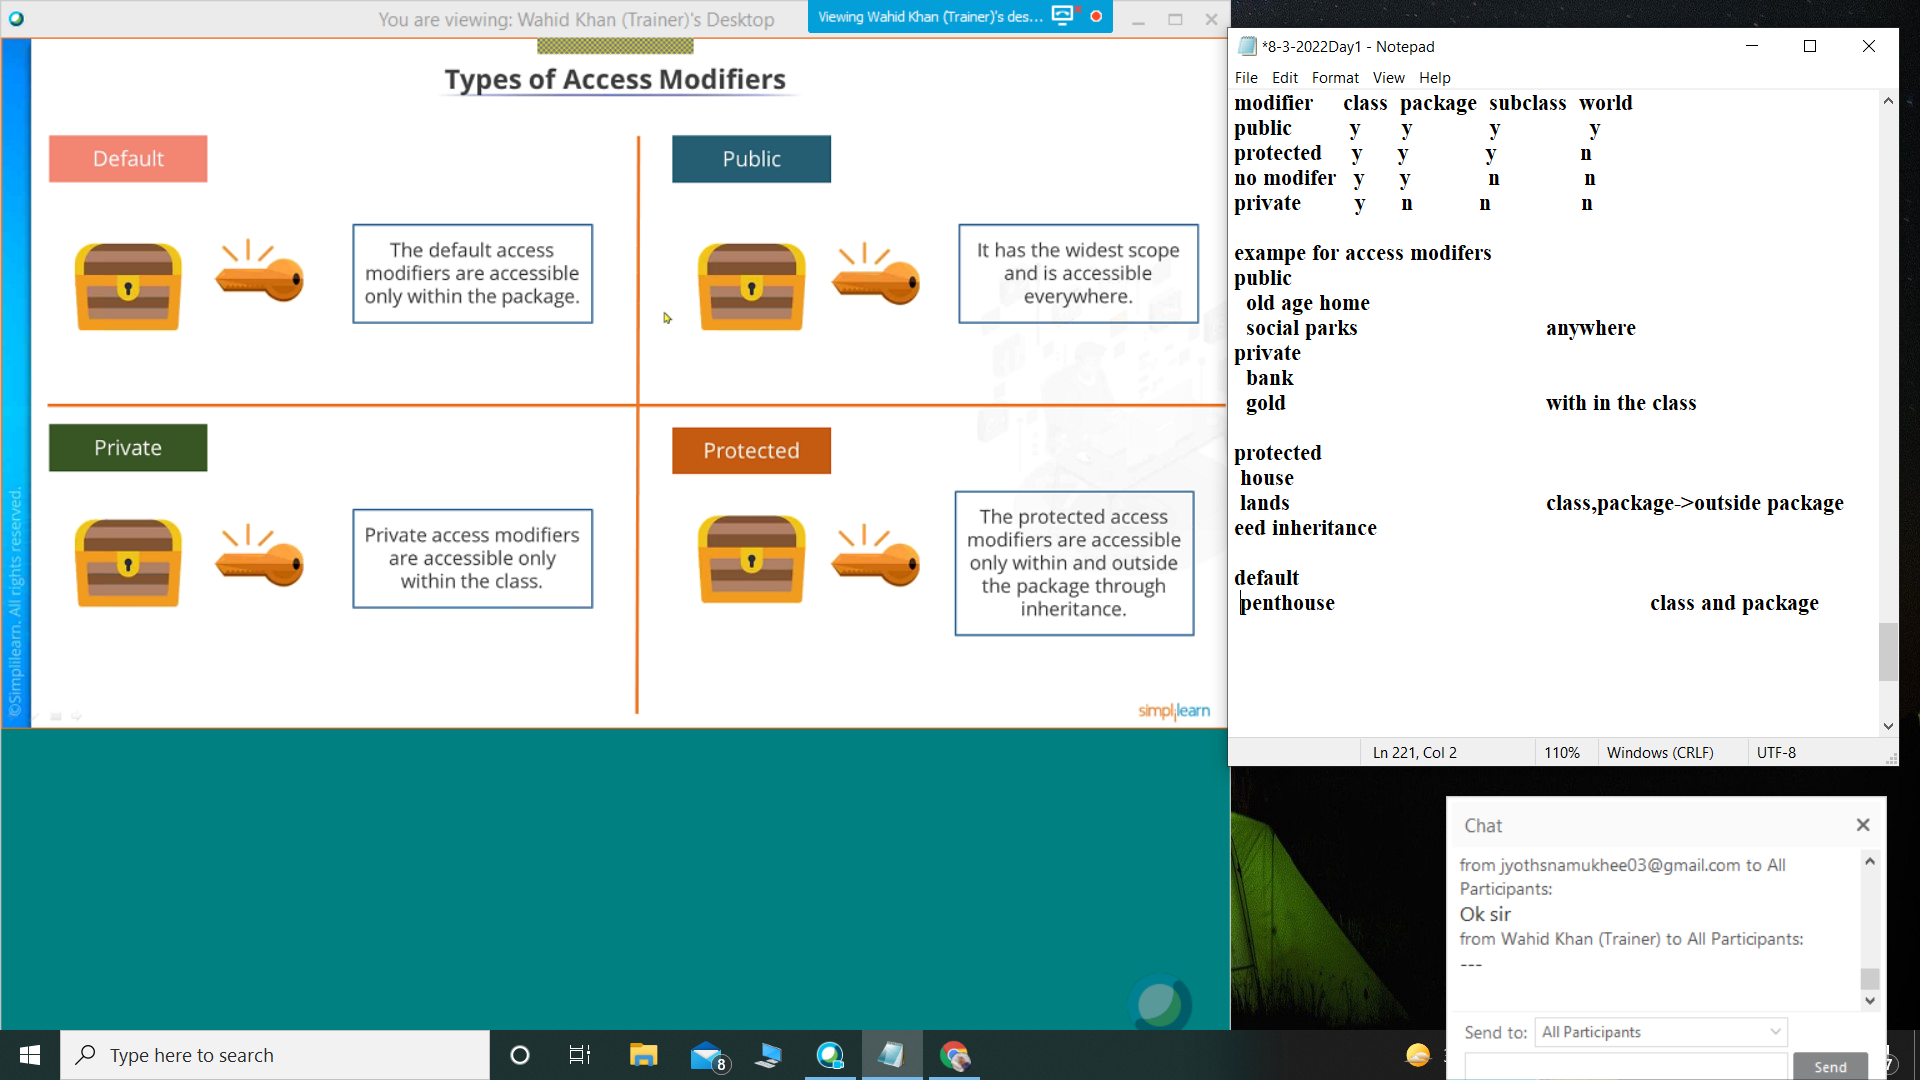 You are viewing: Wahid Khan (Trainer)'s Desktop
Viewing Wahid Khan (Trainer)'s des...
Types of Access Modifiers
Default
The default access
modifiers are accessible
only within the package.
Public
It has the widest scope
and is accessible
everywhere.
Private
Private access modifiers
are accessible only
within the class.
Protected
The protected access
modifiers are accessible
only within and outside
the package through
inheritance.
©Simplilearn. All rights reserved.
simplilearn
*8-3-2022Day1 - Notepad
File Edit Format View Help
modifier class package subclass world
public y y y y
protected y y y n
no modifer y y n n
private y n n n
exampe for access modifers
public
old age home
social parks anywhere
private
bank
gold with in the class
protected
house
lands class,package->outside package
eed inheritance
default
penthouse class and package
Ln 221, Col 2 110% Windows (CRLF) UTF-8
Chat
from jyothsnamukhee03@gmail.com to All
Participants:
Ok sir
from Wahid Khan (Trainer) to All Participants:
---
Send to: All Participants
Send
Type here to search
8